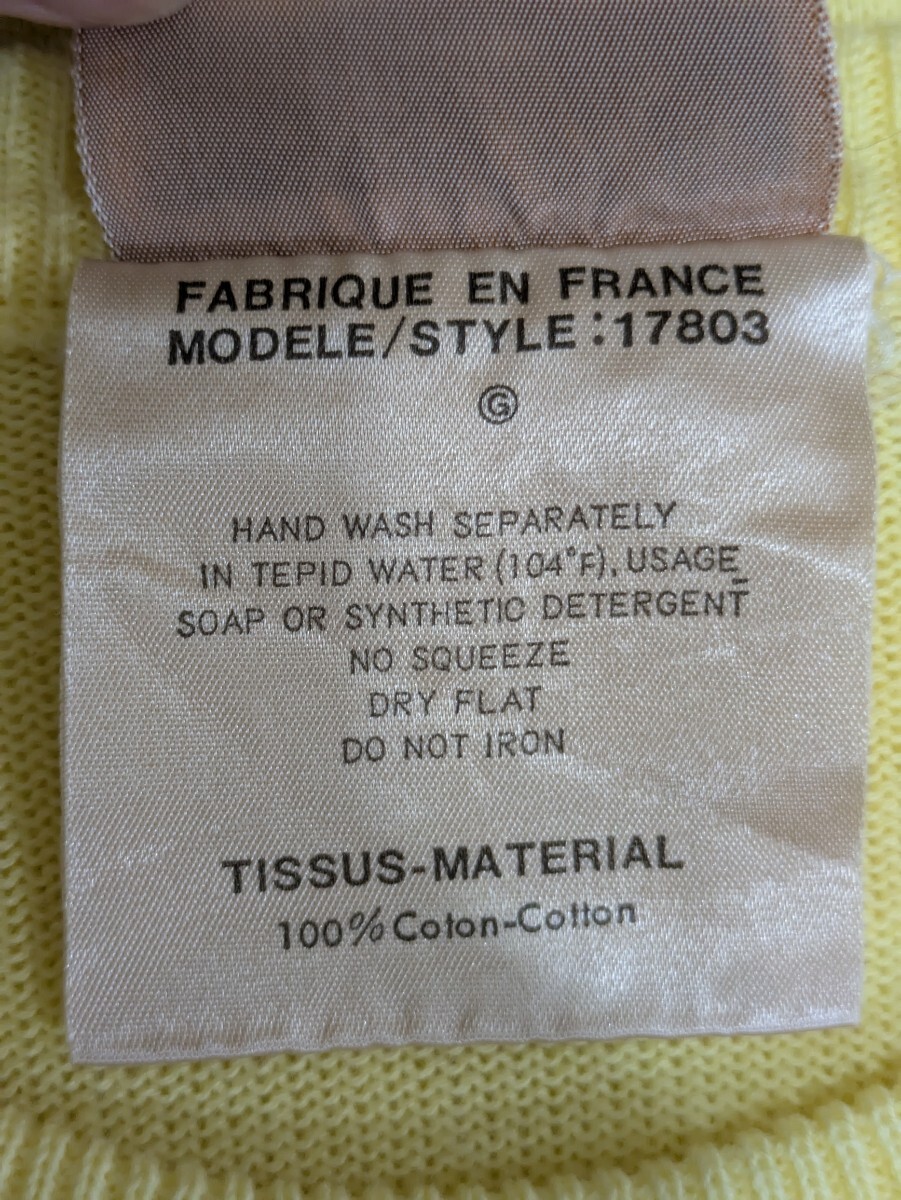 FABRIQUE EN FRANCE
MODELE/STYLE:17803
Ⓖ
HAND WASH SEPARATELY
IN TEPID WATER (104°F), USAGE
SOAP OR SYNTHETIC DETERGENT
NO SQUEEZE
DRY FLAT
DO NOT IRON
TISSUS-MATERIAL
100% Coton-Cotton